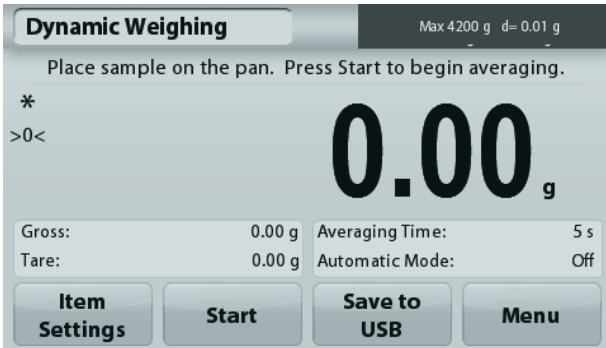 Dynamic Weighing
Max 4200 g d= 0.01 g
Place sample on the pan. Press Start to begin averaging.
*
>0<
0.00 g
Gross: 0.00 g
Tare: 0.00 g
Averaging Time: 5 s
Automatic Mode: Off
Item Settings
Start
Save to USB
Menu